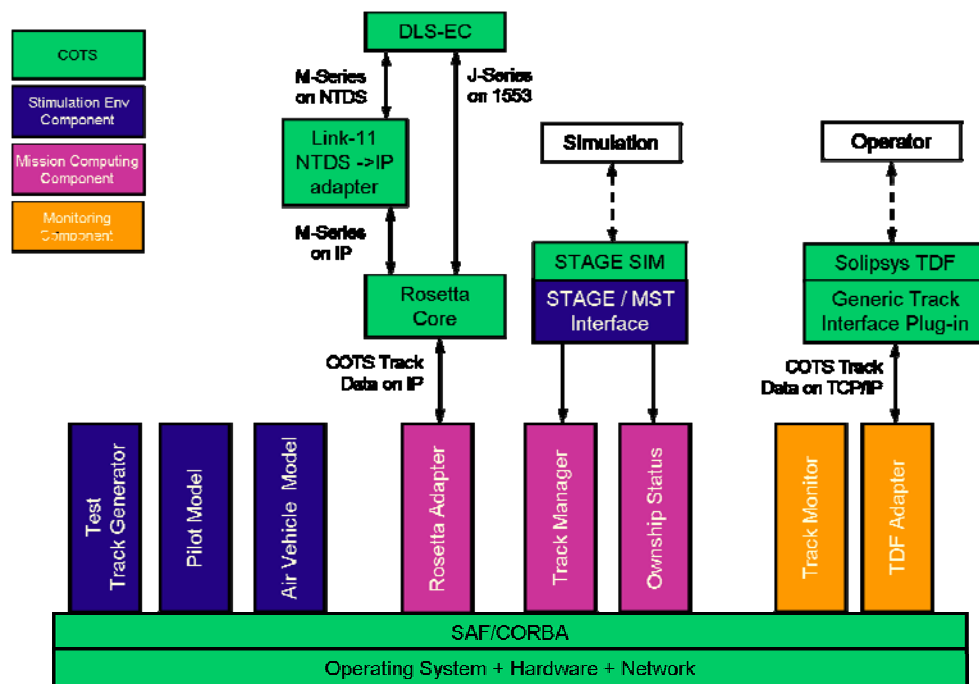 DLS-EC
COTS
M-Series
on NTDS
J-Series
on 1553
Stimulation Env
Component
Link-11
NTDS ->IP
adapter
Simulation
Operator
Mission Computing
Component
Monitoring
Component
M-Series
on IP
STAGE SIM
STAGE / MST
Interface
Solipsys TDF
Generic Track
Interface Plug-in
Rosetta
Core
COTS Track
Data on IP
COTS Track
Data on TCP/IP
Test
Track Generator
Pilot Model
Air Vehicle Model
Rosetta Adapter
Track Manager
Ownship Status
Track Monitor
TDF Adapter
SAF/CORBA
Operating System + Hardware + Network